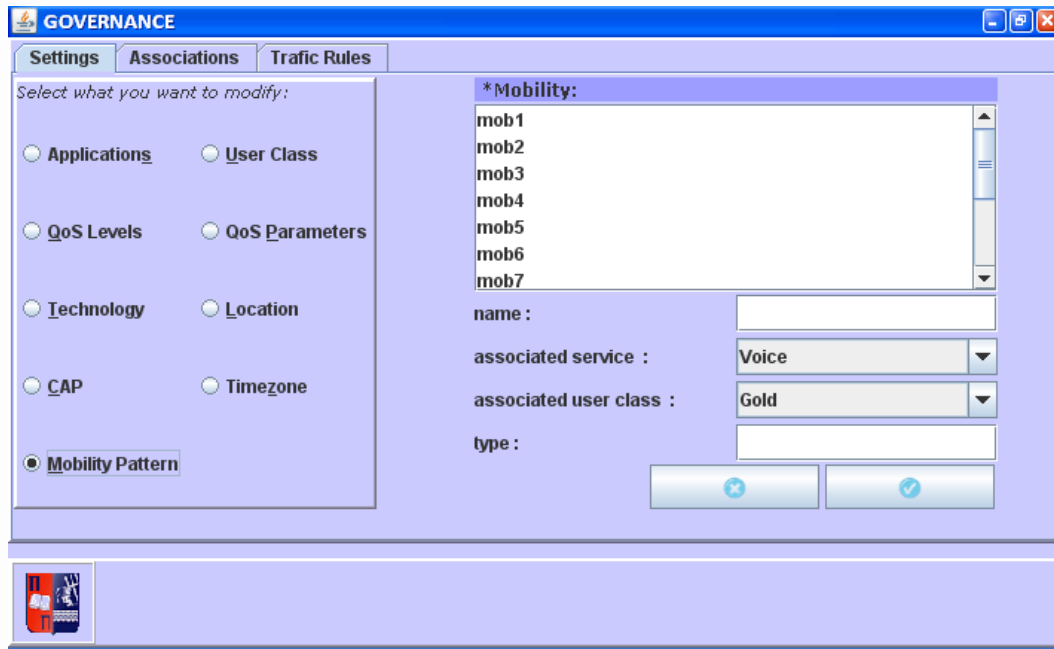 GOVERNANCE
Settings Associations Trafic Rules
Select what you want to modify:
Applications User Class
QoS Levels QoS Parameters
Technology Location
CAP Timezone
Mobility Pattern
*Mobility:
mob1
mob2
mob3
mob4
mob5
mob6
mob7
name :
associated service : Voice
associated user class : Gold
type :
Π
Π